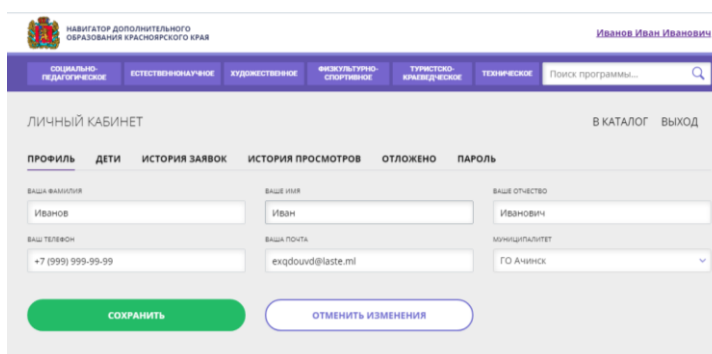 НАВИГАТОР ДОПОЛНИТЕЛЬНОГО
ОБРАЗОВАНИЯ КРАСНОЯРСКОГО КРАЯ
Иванов Иван Иванович
СОЦИАЛЬНО-
ПЕДАГОГИЧЕСКОЕ
ЕСТЕСТВЕННОНАУЧНОЕ
ХУДОЖЕСТВЕННОЕ
ФИЗКУЛЬТУРНО-
СПОРТИВНОЕ
ТУРИСТСКО-
КРАЕВЕДЧЕСКОЕ
ТЕХНИЧЕСКОЕ
Поиск программы...
ЛИЧНЫЙ КАБИНЕТ
В КАТАЛОГ ВЫХОД
ПРОФИЛЬ ДЕТИ ИСТОРИЯ ЗАЯВОК ИСТОРИЯ ПРОСМОТРОВ ОТЛОЖЕНО ПАРОЛЬ
ВАША ФАМИЛИЯ ВАШЕ ИМЯ ВАШЕ ОТЧЕСТВО
Иванов Иван Иванович
ВАШ ТЕЛЕФОН ВАША ПОЧТА МУНИЦИПАЛИТЕТ
+7 (999) 999-99-99 exqdouvd@laste.ml ГО Ачинск
СОХРАНИТЬ ОТМЕНИТЬ ИЗМЕНЕНИЯ